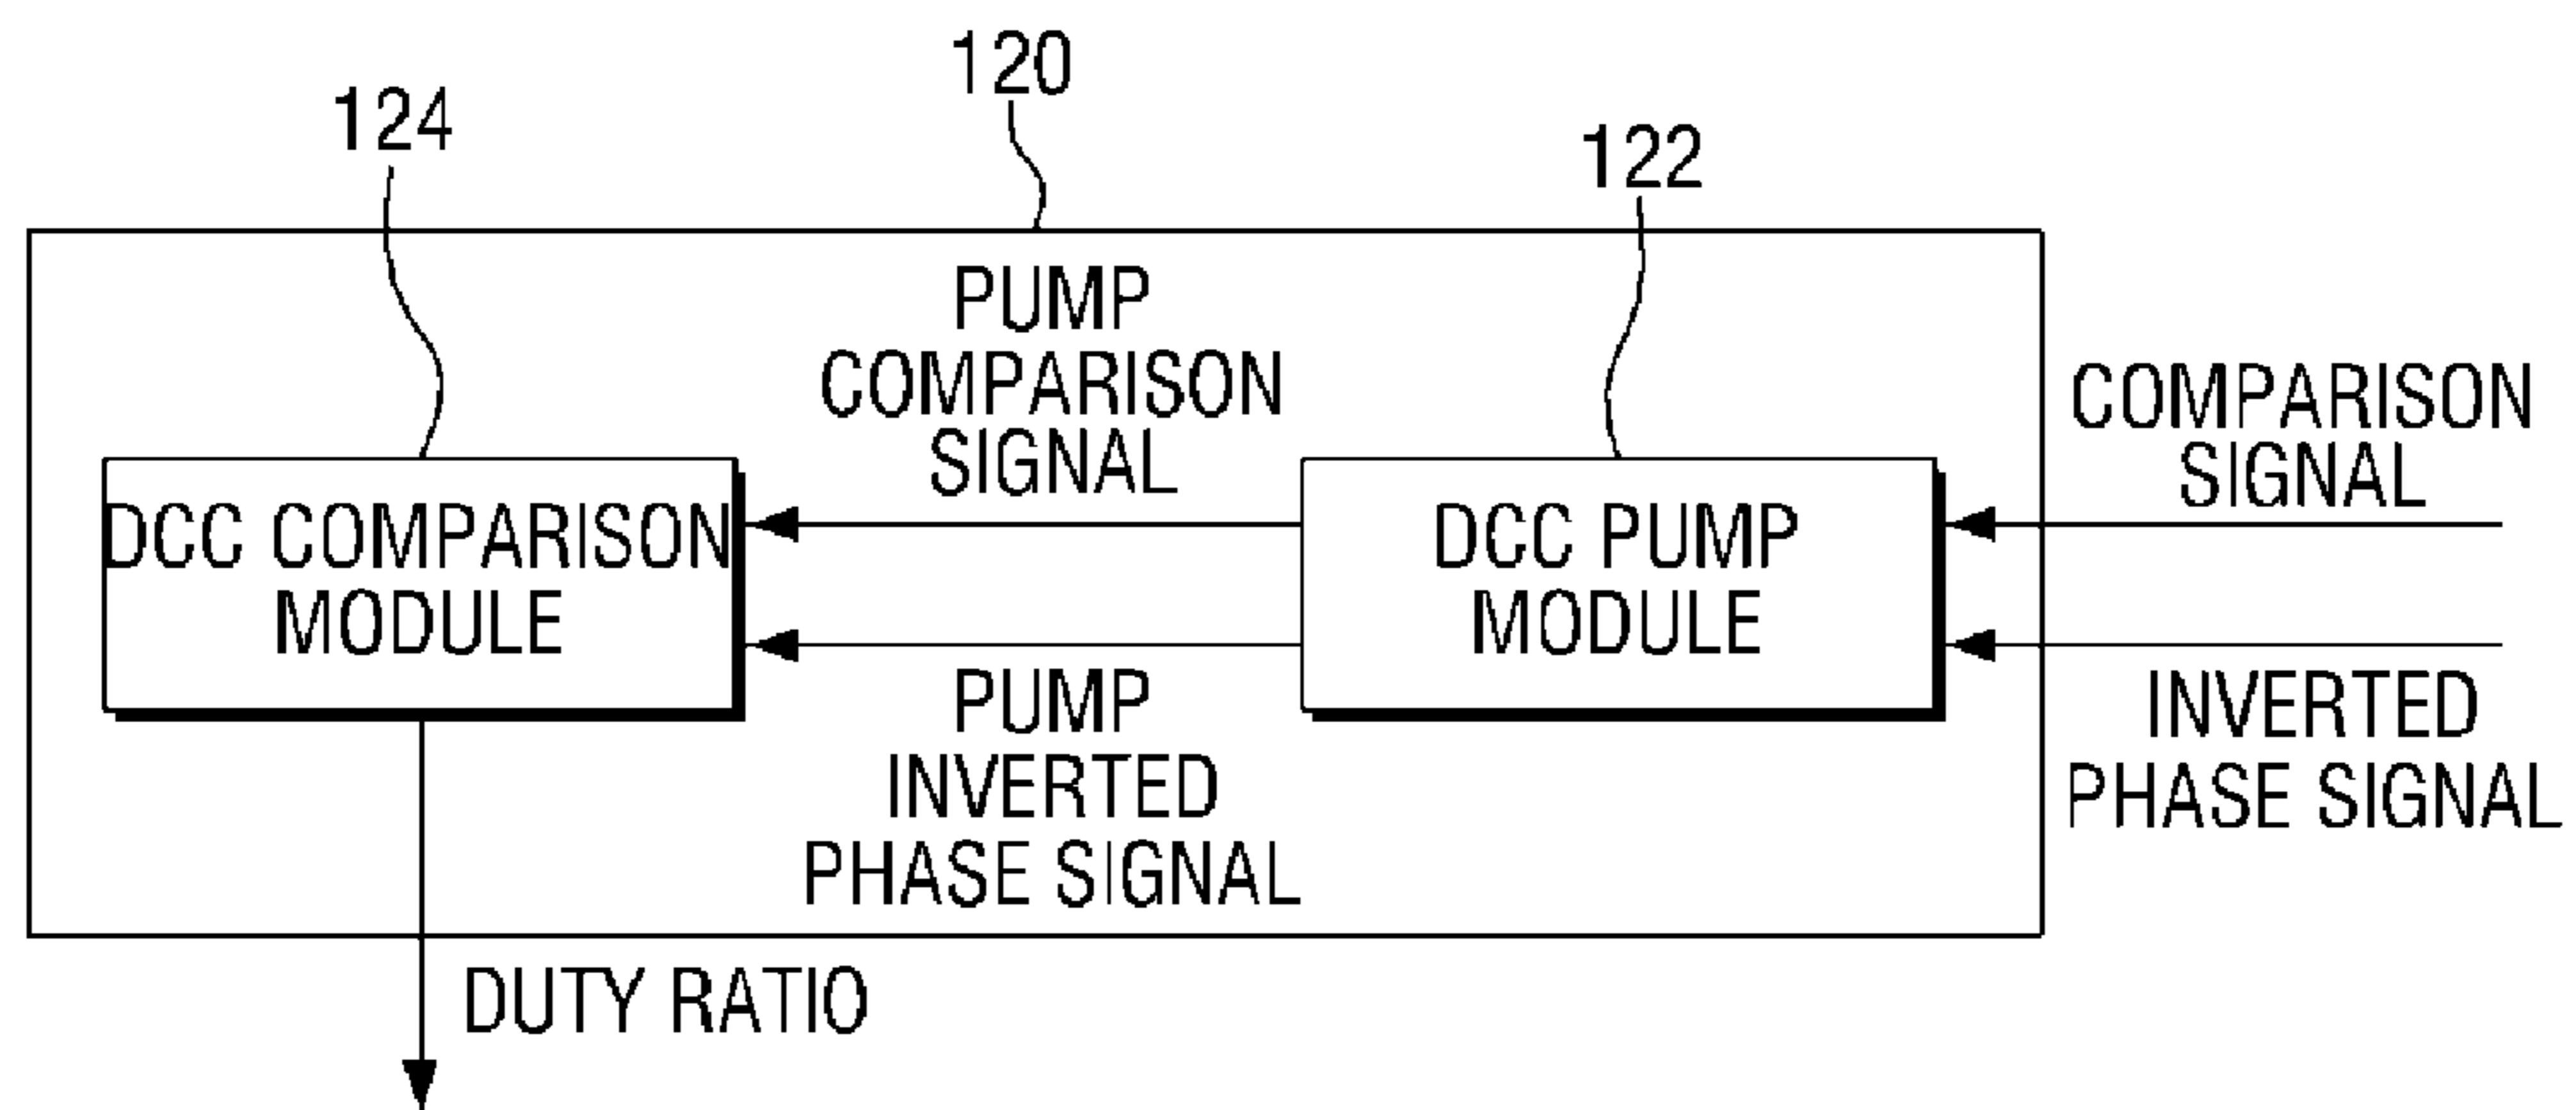 120
124
122
PUMP
COMPARISON
SIGNAL
COMPARISON
SIGNAL
DCC COMPARISON
MODULE
DCC PUMP
MODULE
PUMP
INVERTED
PHASE SIGNAL
INVERTED
PHASE SIGNAL
DUTY RATIO